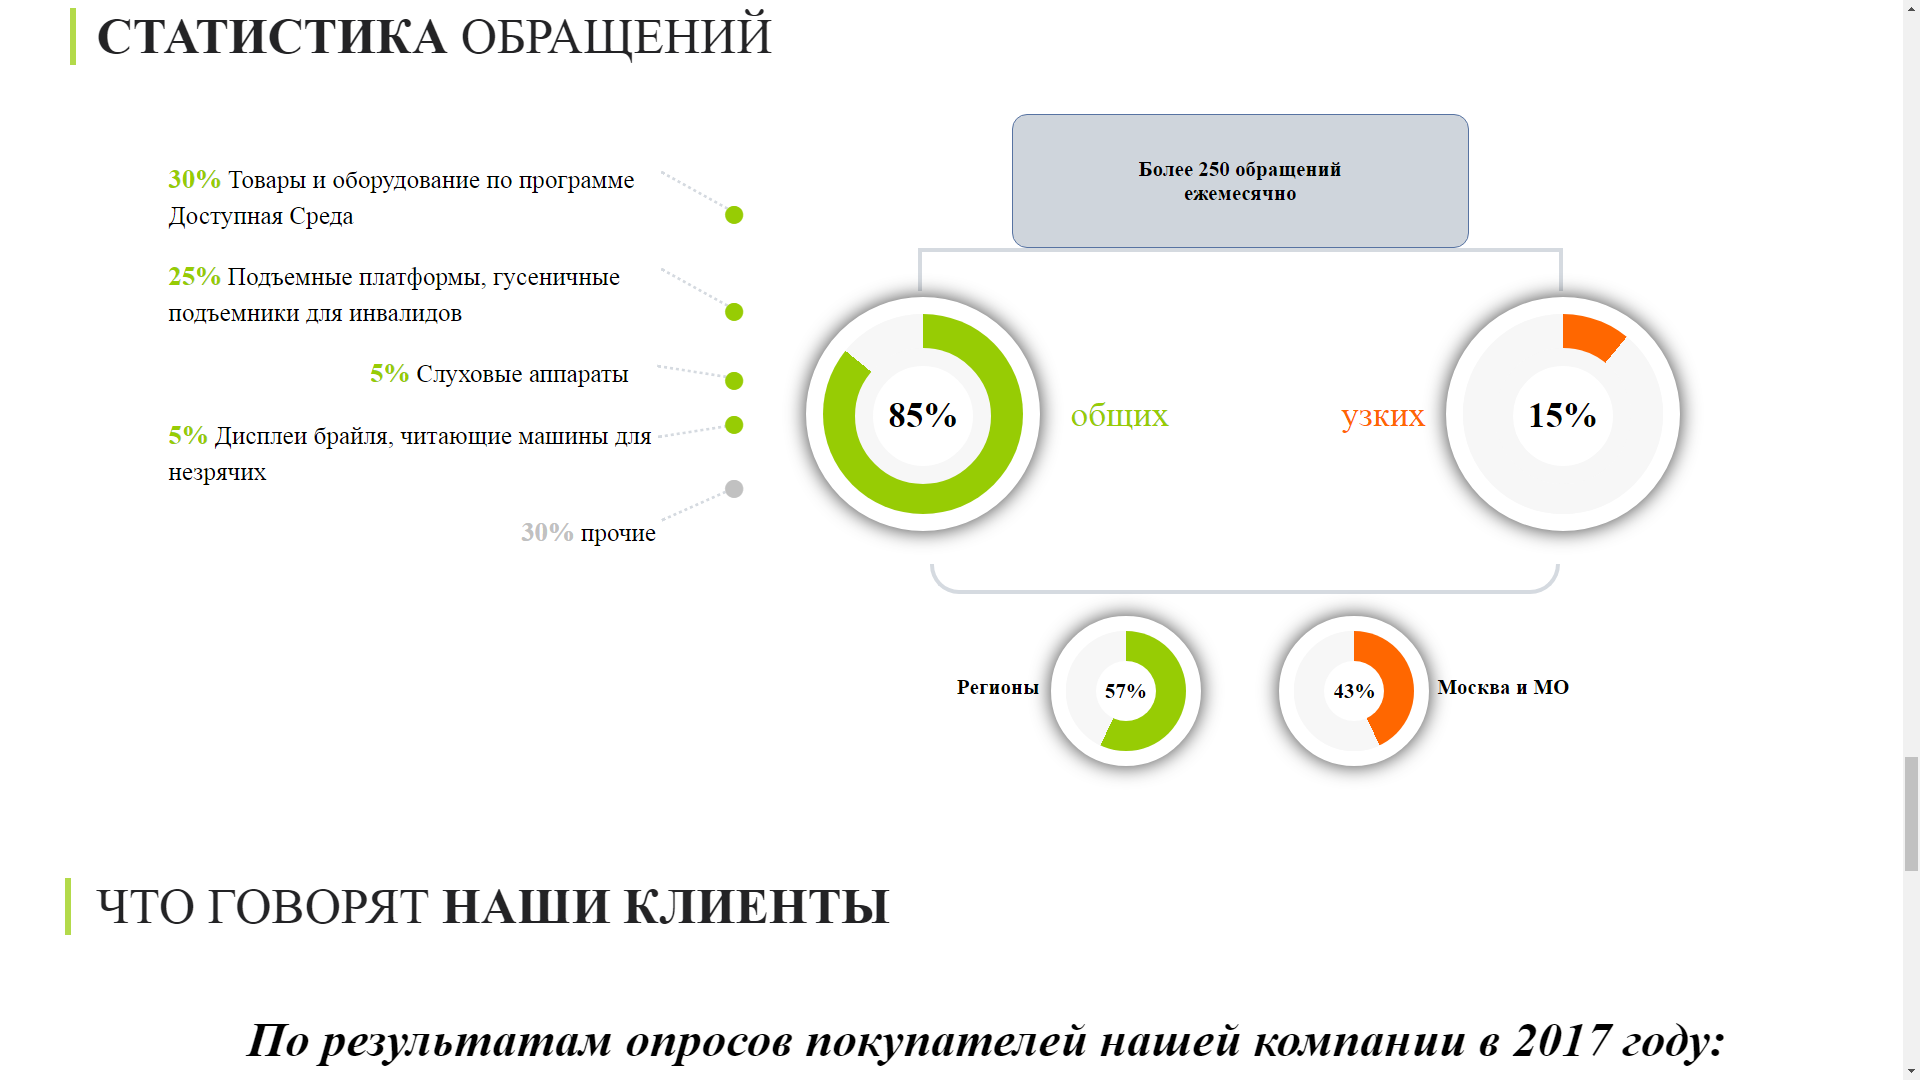 СТАТИСТИКА ОБРАЩЕНИЙ
30% Товары и оборудование по программе
Доступная Среда
25% Подъемные платформы, гусеничные
подъемники для инвалидов
5% Слуховые аппараты
5% Дисплеи брайля, читающие машины для
незрячих
30% прочие
Более 250 обращений
ежемесячно
85%
общих
узких
15%
Регионы
57%
43%
Москва и МО
ЧТО ГОВОРЯТ НАШИ КЛИЕНТЫ
По результатам опросов покупателей нашей компании в 2017 году: